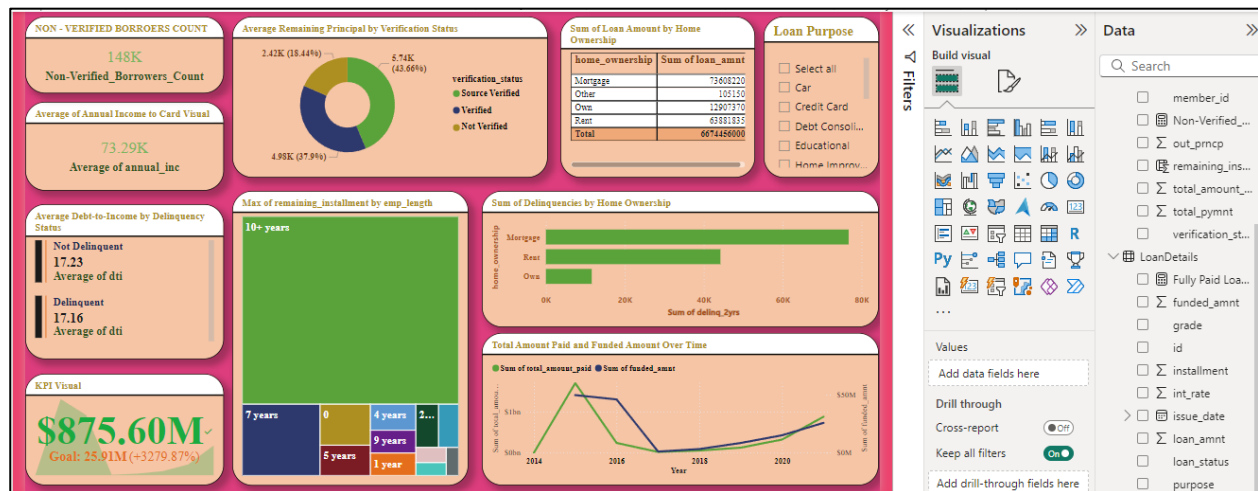 NON - VERIFIED BORROERS COUNT
148K
Non-Verified_Borrowers_Count
Average of Annual Income to Card Visual
73.29K
Average of annual_inc
Average Debt-to-Income by Delinquency
Status
Not Delinquent
17.23
Average of dti
Delinquent
17.16
Average of dti
KPI Visual
$875.60M
Goal: 25.91M (+3279.87%)
Average Remaining Principal by Verification Status
2.42K (18.44%)
5.74K
(43.66%)
4.98K (37.9%)
verification_status
Source Verified
Verified
Not Verified
Sum of Loan Amount by Home
Ownership
home_ownership Sum of loan_amnt
Mortgage 73608220
Other 105150
Own 12907370
Rent 63881835
Total 6674456000
Loan Purpose
Select all
Car
Credit Card
Debt Consoli...
Educational
Home Improv...
Max of remaining_installment by emp_length
10+ years
7 years
0
4 years
2...
9 years
5 years
1 year
Sum of Delinquencies by Home Ownership
home_ownership
Mortgage
Rent
Own
0K 20K 40K 60K 80K
Sum of delinq_2yrs
Total Amount Paid and Funded Amount Over Time
Sum of total_amount_paid Sum of funded_amnt
Sum of total_amou...
$1bn
$0bn
$50M
$0M
Sum of funded_amnt
2014 2016 2018 2020
Year
Filters
Visualizations
Build visual
Values
Add data fields here
Drill through
Cross-report Off
Keep all filters On
Add drill-through fields here
Data
Search
member_id
Non-Verified_...
out_prncp
remaining_ins...
total_amount_...
total_pymnt
verification_st...
LoanDetails
Fully Paid Loa...
funded_amnt
grade
id
installment
int_rate
issue_date
loan_amnt
loan_status
purpose